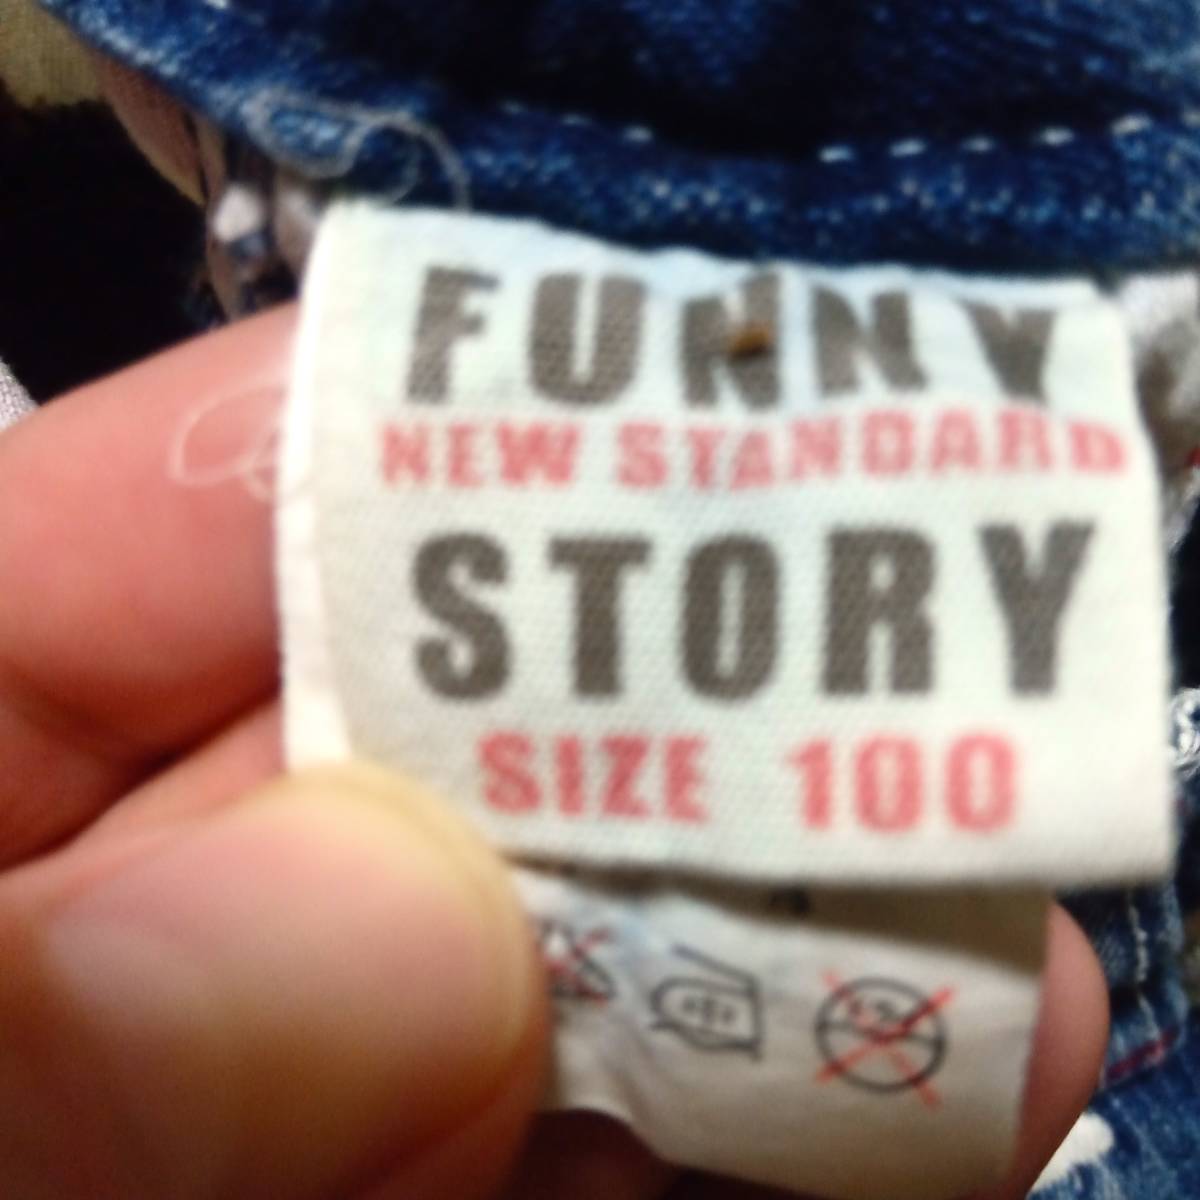 FUNNY
NEW STANDARD
STORY
SIZE 100